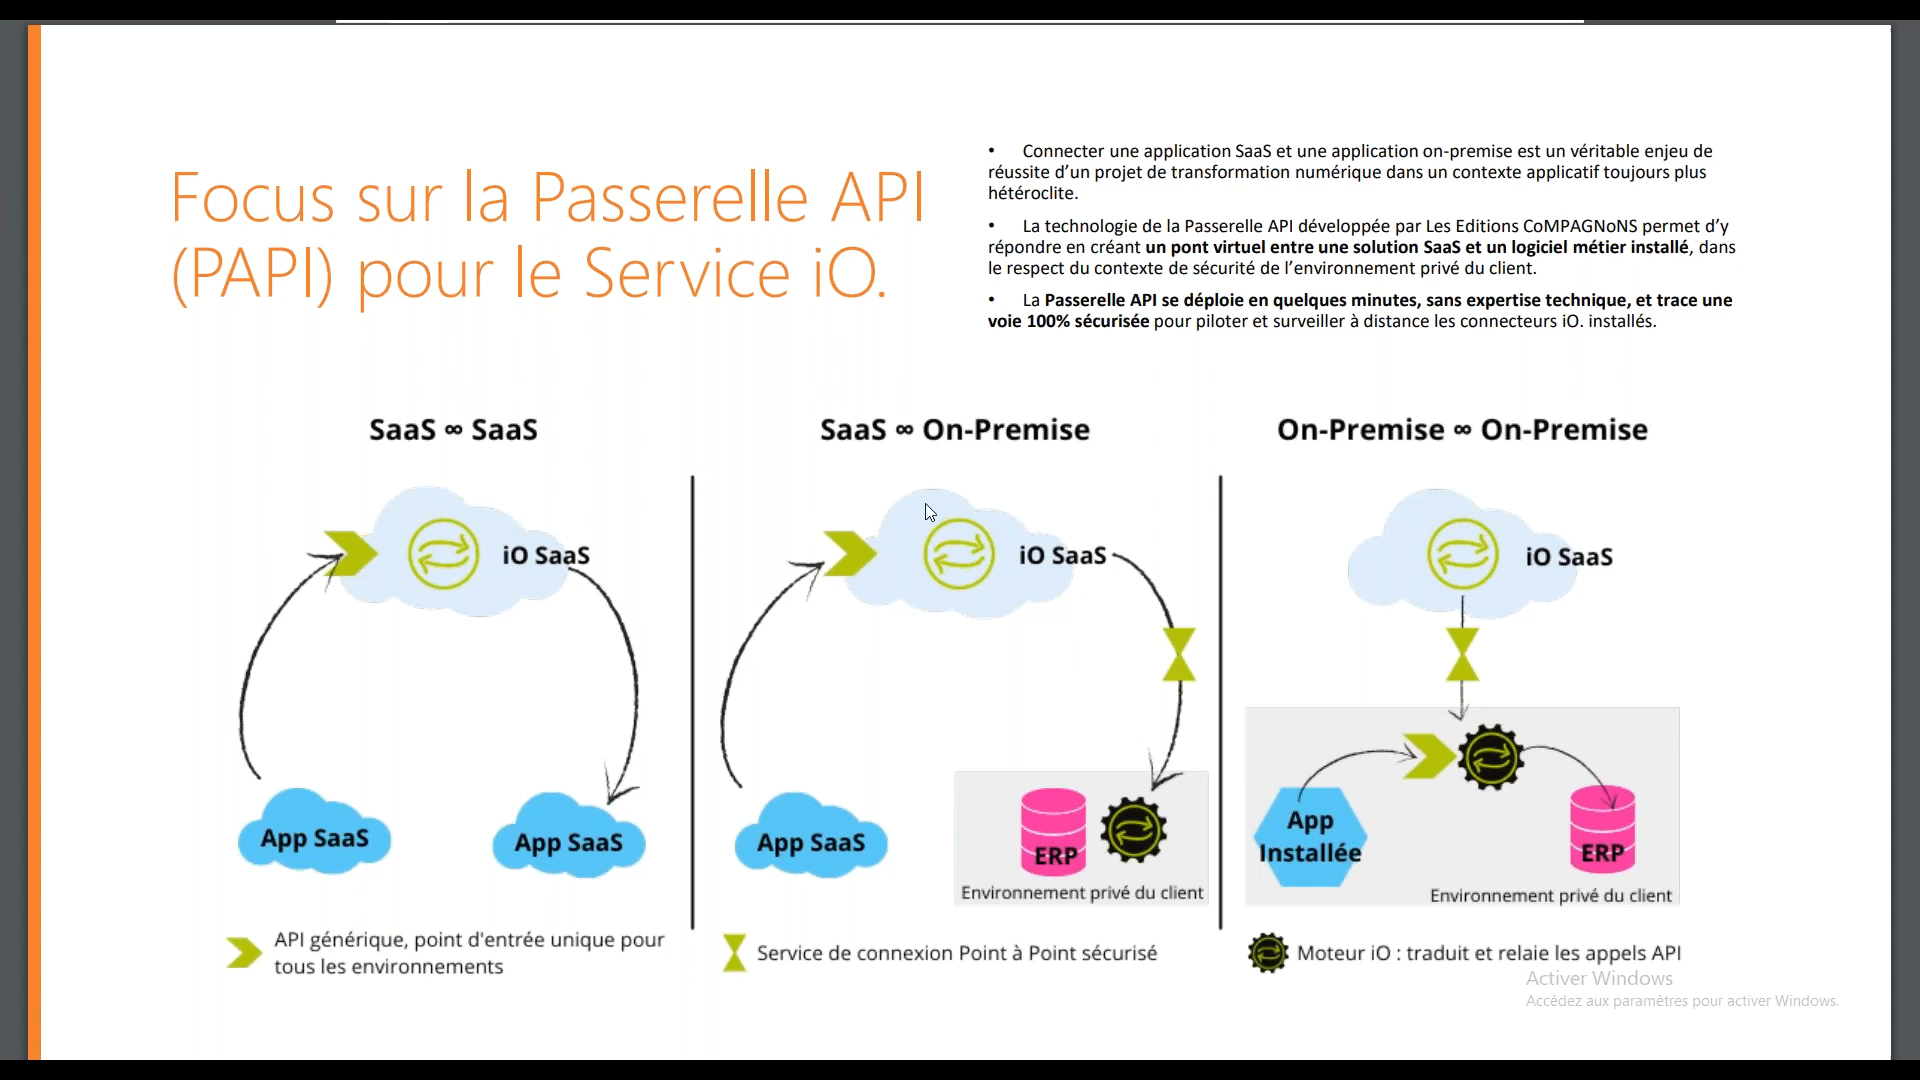 Focus sur la Passerelle API
(PAPI) pour le Service iO.
• Connecter une application SaaS et une application on-premise est un véritable enjeu de
réussite d’un projet de transformation numérique dans un contexte applicatif toujours plus
hétéroclite.
• La technologie de la Passerelle API développée par Les Editions CoMPAGNoNS permet d’y
répondre en créant un pont virtuel entre une solution SaaS et un logiciel métier installé, dans
le respect du contexte de sécurité de l’environnement privé du client.
• La Passerelle API se déploie en quelques minutes, sans expertise technique, et trace une
voie 100% sécurisée pour piloter et surveiller à distance les connecteurs iO. installés.
SaaS ∞ SaaS
iO SaaS
App SaaS
App SaaS
API générique, point d'entrée unique pour
tous les environnements
SaaS ∞ On-Premise
iO SaaS
App SaaS
ERP
Environnement privé du client
Service de connexion Point à Point sécurisé
On-Premise ∞ On-Premise
iO SaaS
App
Installée
ERP
Environnement privé du client
Moteur iO : traduit et relaie les appels API
Activer Windows
Accédez aux paramètres pour activer Windows.